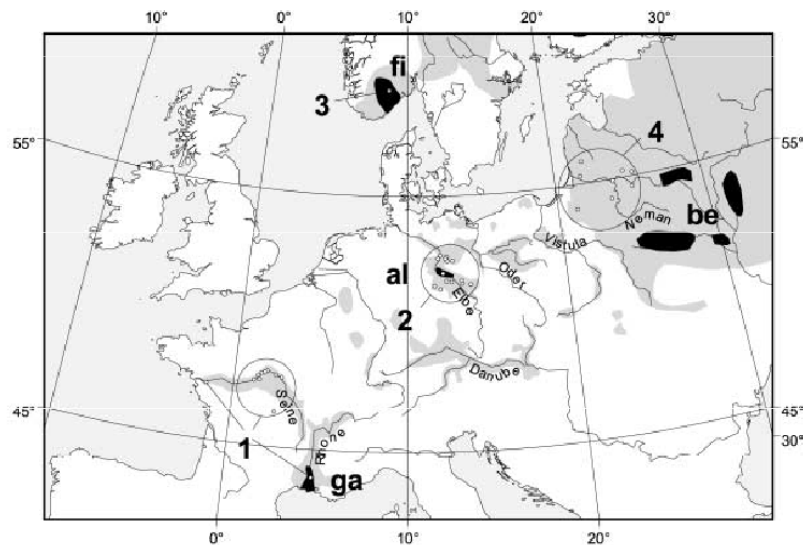 10° 0° 10° 20° 30°
fi
3
4
55° 55°
be
Neman
Vistula
al
Oder
Elbe
2
Danube
Seine
45° 45°
30°
Rhone
1
ga
0° 10° 20°